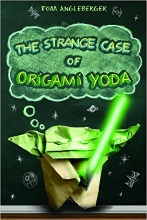 TOM ANGLEBERGER
THE STRANGE CASE
OF
ORIGAMI YODA